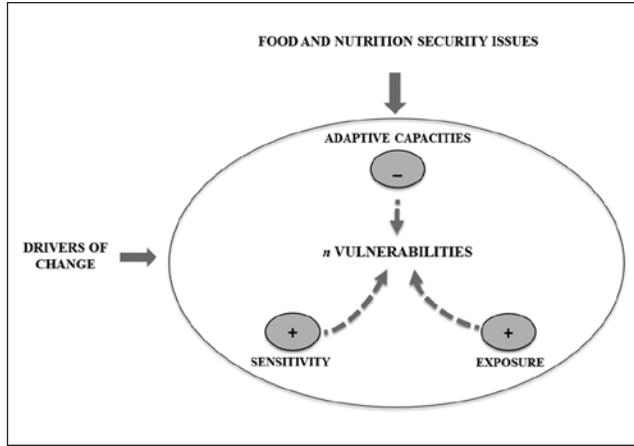 FOOD AND NUTRITION SECURITY ISSUES
ADAPTIVE CAPACITIES
–
n VULNERABILITIES
DRIVERS OF
CHANGE
+
SENSITIVITY
+
EXPOSURE